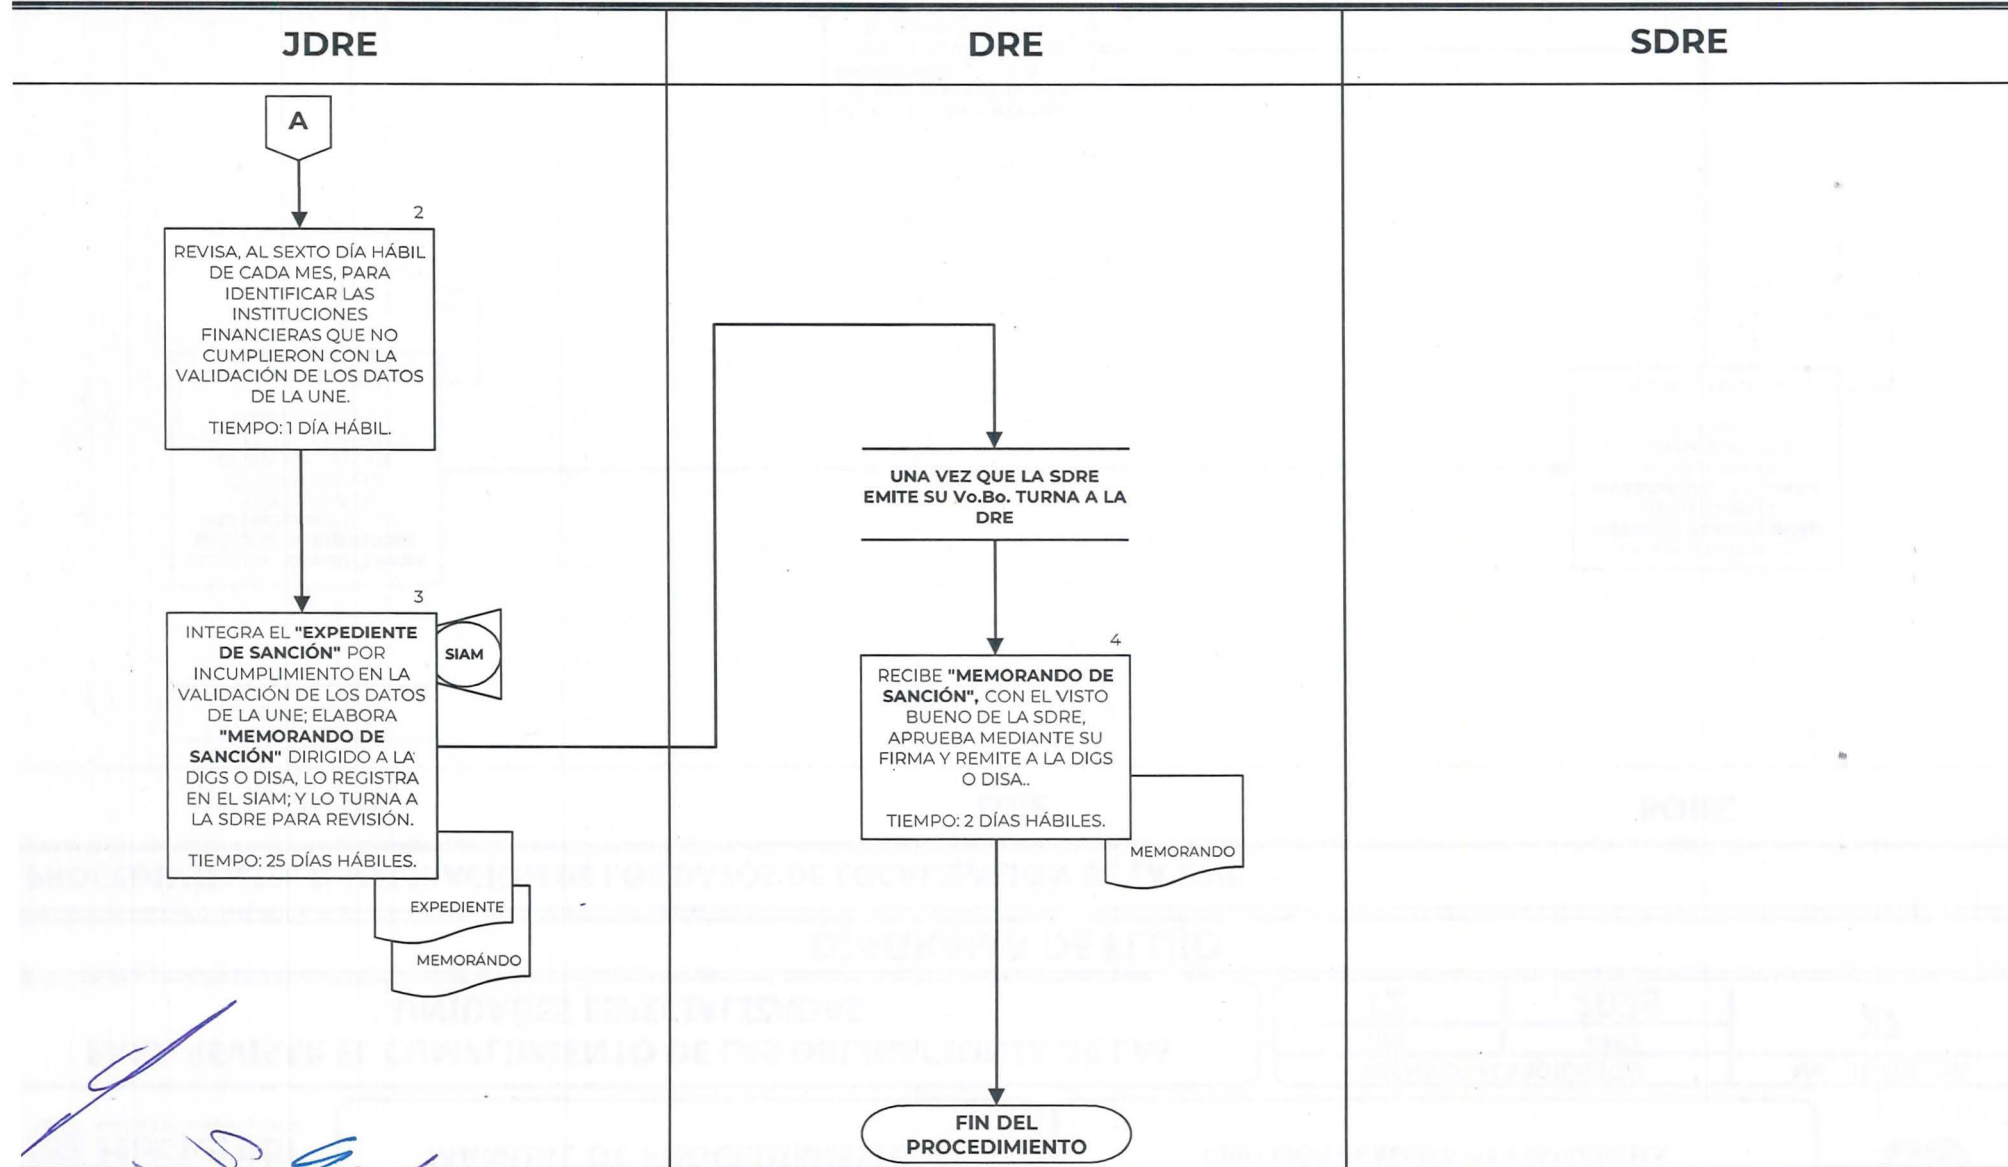 JDRE
DRE
SDRE
A
2
REVISA, AL SEXTO DÍA HÁBIL
DE CADA MES, PARA
IDENTIFICAR LAS
INSTITUCIONES
FINANCIERAS QUE NO
CUMPLIERON CON LA
VALIDACIÓN DE LOS DATOS
DE LA UNE.
TIEMPO: 1 DÍA HÁBIL.
3
INTEGRA EL "EXPEDIENTE
DE SANCIÓN" POR
INCUMPLIMIENTO EN LA
VALIDACIÓN DE LOS DATOS
DE LA UNE; ELABORA
"MEMORANDO DE
SANCIÓN" DIRIGIDO A LA
DIGS O DISA, LO REGISTRA
EN EL SIAM; Y LO TURNA A
LA SDRE PARA REVISIÓN.
TIEMPO: 25 DÍAS HÁBILES.
SIAM
EXPEDIENTE
MEMORÁNDO
UNA VEZ QUE LA SDRE
EMITE SU Vo.Bo. TURNA A LA
DRE
4
RECIBE "MEMORANDO DE
SANCIÓN", CON EL VISTO
BUENO DE LA SDRE,
APRUEBA MEDIANTE SU
FIRMA Y REMITE A LA DIGS
O DISA..
TIEMPO: 2 DÍAS HÁBILES.
MEMORANDO
FIN DEL
PROCEDIMIENTO